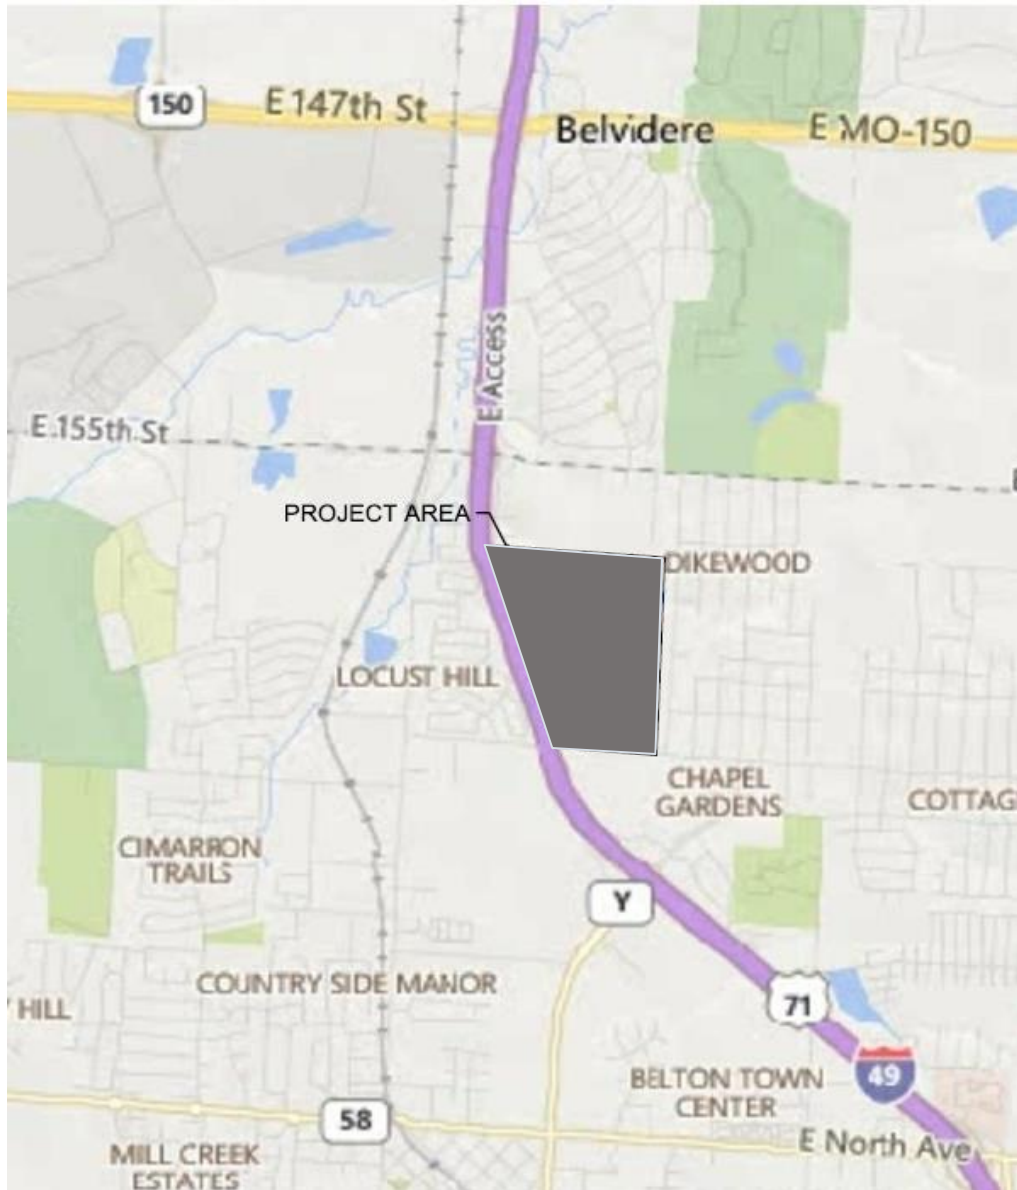 150
E 147th St
Belvidere
E MO-150
E Access
E 155th St
PROJECT AREA
DIKEWOOD
LOCUST HILL
CHAPEL
GARDENS
COTTAG
CIMARRON
TRAILS
Y
COUNTRY SIDE MANOR
HILL
71
49
BELTON TOWN
CENTER
58
E North Ave
MILL CREEK
ESTATES